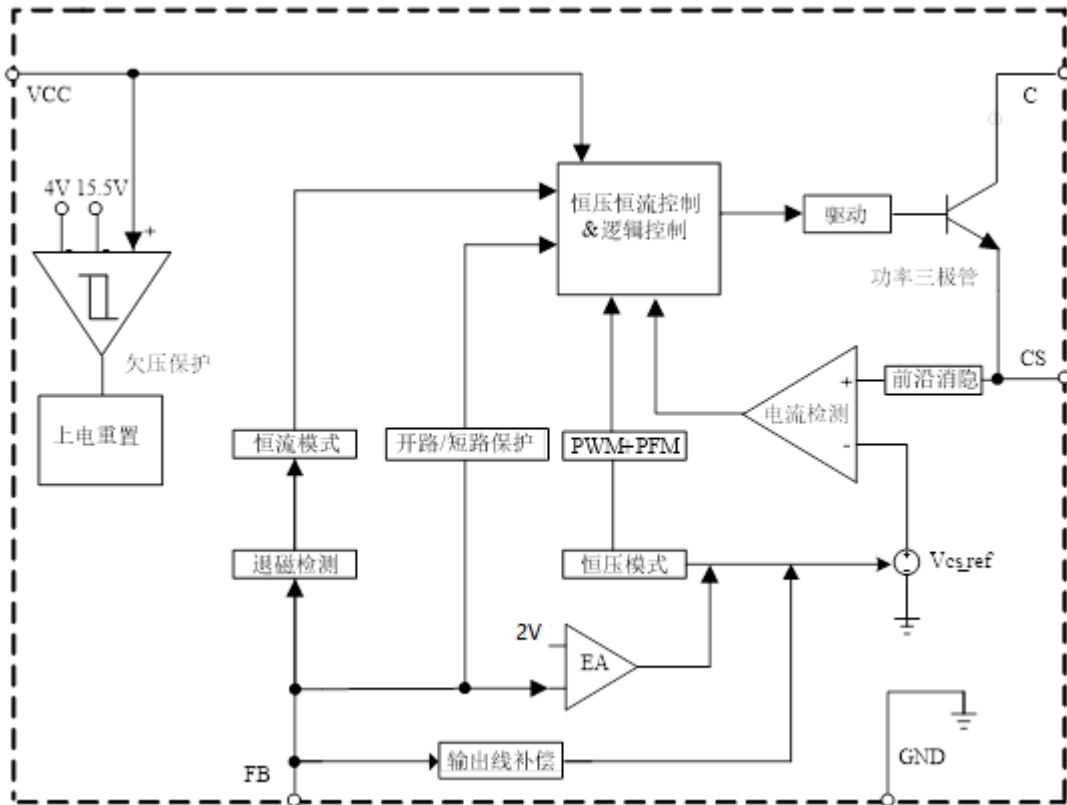 VCC
C
4V 15.5V
+
恒压恒流控制
&逻辑控制
驱动
功率三极管
欠压保护
CS
前沿消隐
+
电流检测
-
上电重置
恒流模式
开路/短路保护
PWM+PFM
退磁检测
恒压模式
+
-
Vcs_ref
2V
EA
输出线补偿
GND
FB